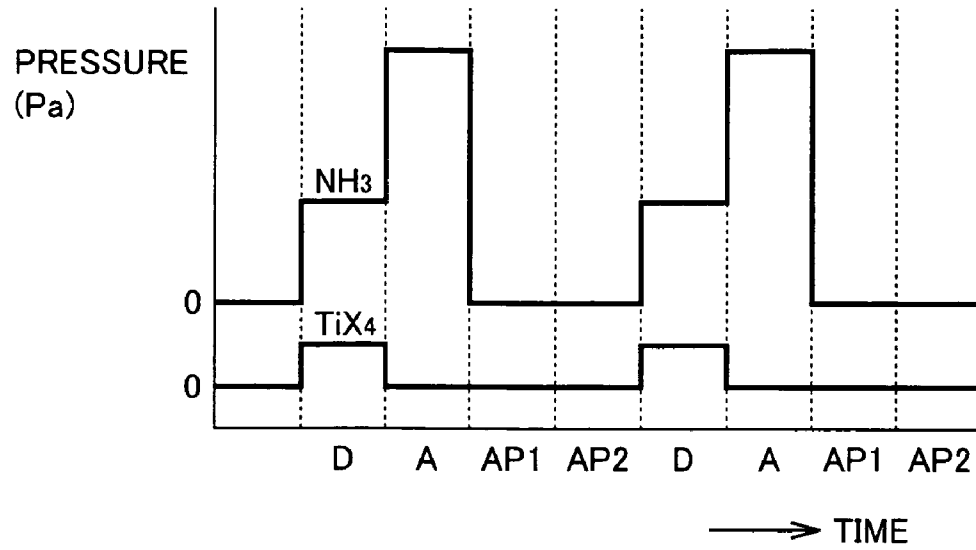 PRESSURE
(Pa)
NH₃
0
TiX₄
0
D A AP1 AP2 D A AP1 AP2
TIME